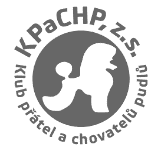 KPaCHP, z.s.
Klub přátel a chovatelů pudlů